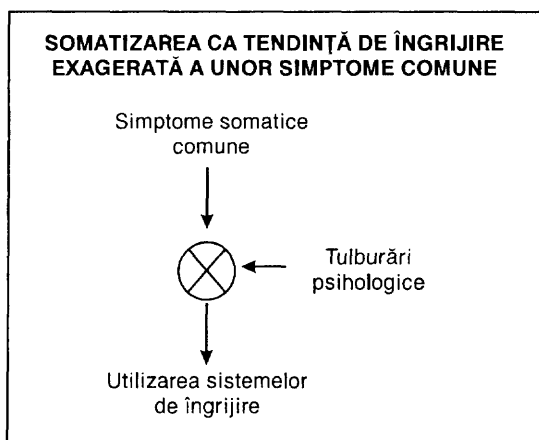 SOMATIZAREA CA TENDINȚĂ DE ÎNGRIJIRE
EXAGERATĂ A UNOR SIMPTOME COMUNE
Simptome somatice
comune
Tulburări
psihologice
Utilizarea sistemelor
de îngrijire